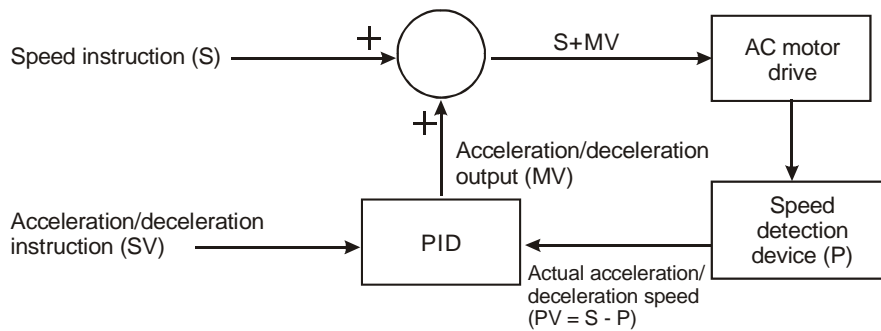 Speed instruction (S)
+
S+MV
AC motor
drive
+
Acceleration/deceleration
output (MV)
Acceleration/deceleration
instruction (SV)
PID
Speed
detection
device (P)
Actual acceleration/
deceleration speed
(PV = S - P)